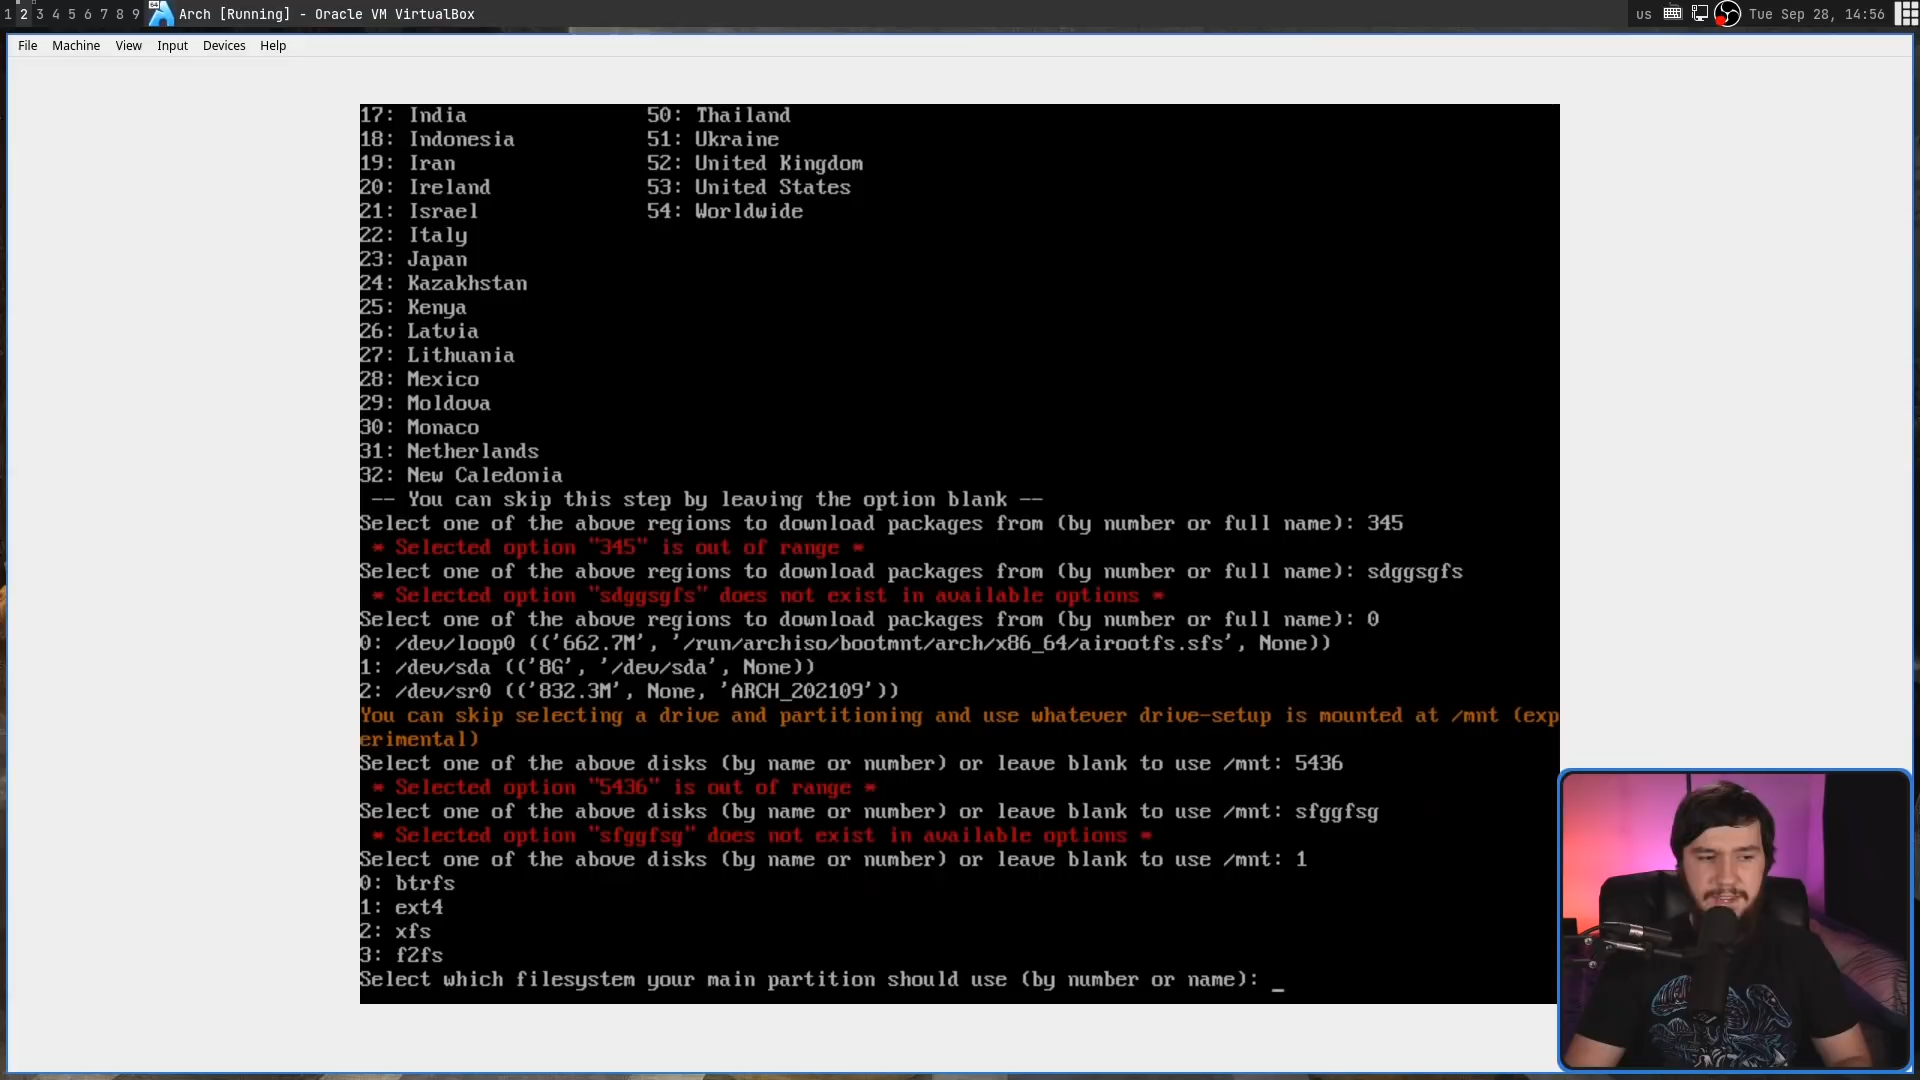 1 2 3 4 5 6 7 8 9 Arch [Running] - Oracle VM VirtualBox us Tue Sep 28, 14:56
File Machine View Input Devices Help
17: India 50: Thailand
18: Indonesia 51: Ukraine
19: Iran 52: United Kingdom
20: Ireland 53: United States
21: Israel 54: Worldwide
22: Italy
23: Japan
24: Kazakhstan
25: Kenya
26: Latvia
27: Lithuania
28: Mexico
29: Moldova
30: Monaco
31: Netherlands
32: New Caledonia
-- You can skip this step by leaving the option blank --
Select one of the above regions to download packages from (by number or full name): 345
* Selected option "345" is out of range *
Select one of the above regions to download packages from (by number or full name): sdggsgfs
* Selected option "sdggsgfs" does not exist in available options *
Select one of the above regions to download packages from (by number or full name): 0
0: /dev/loop0 (('662.7M', '/run/archiso/bootmnt/arch/x86_64/airootfs.sfs', None))
1: /dev/sda (('8G', '/dev/sda', None))
2: /dev/sr0 (('832.3M', None, 'ARCH_202109'))
You can skip selecting a drive and partitioning and use whatever drive-setup is mounted at /mnt (exp
erimental)
Select one of the above disks (by name or number) or leave blank to use /mnt: 5436
* Selected option "5436" is out of range *
Select one of the above disks (by name or number) or leave blank to use /mnt: sfggfsg
* Selected option "sfggfsg" does not exist in available options *
Select one of the above disks (by name or number) or leave blank to use /mnt: 1
0: btrfs
1: ext4
2: xfs
3: f2fs
Select which filesystem your main partition should use (by number or name): _